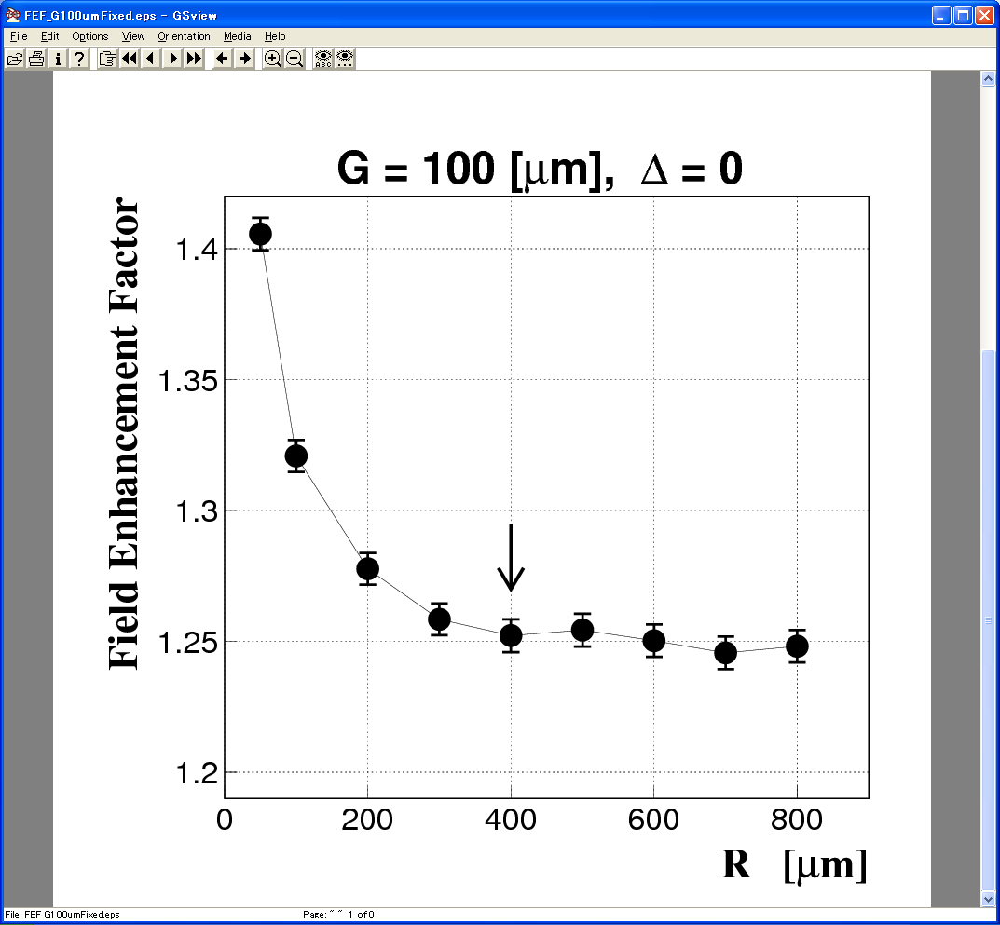 FEF_G100umFixed.eps - GSview
File Edit Options View Orientation Media Help
i ?
ABC
G = 100 [μm], Δ = 0
Field Enhancement Factor
1.4
1.35
1.3
1.25
1.2
0 200 400 600 800
R [μm]
File: FEF_G100umFixed.eps Page: " " 1 of 0